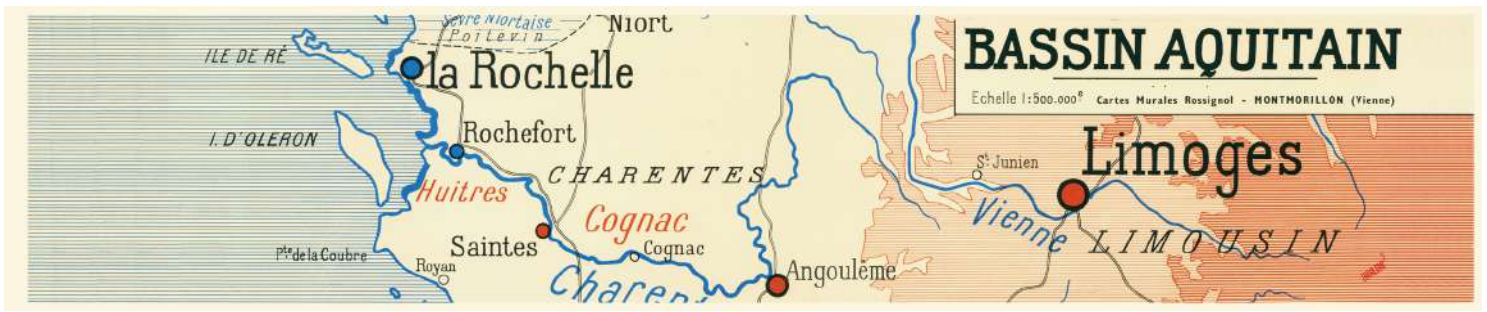 Sèvre Niortaise
Poitevin
Niort
ILE DE RÉ
la Rochelle
BASSIN AQUITAIN
Echelle 1:500.000e Cartes Murales Rossignol - MONTMORILLON (Vienne)
I. D'OLERON
Rochefort
CHARENTES
St Junien
Limoges
Huitres
Cognac
Vienne
LIMOUSIN
Saintes
Cognac
Pte de la Coubre
Royan
Angoulême
Charen